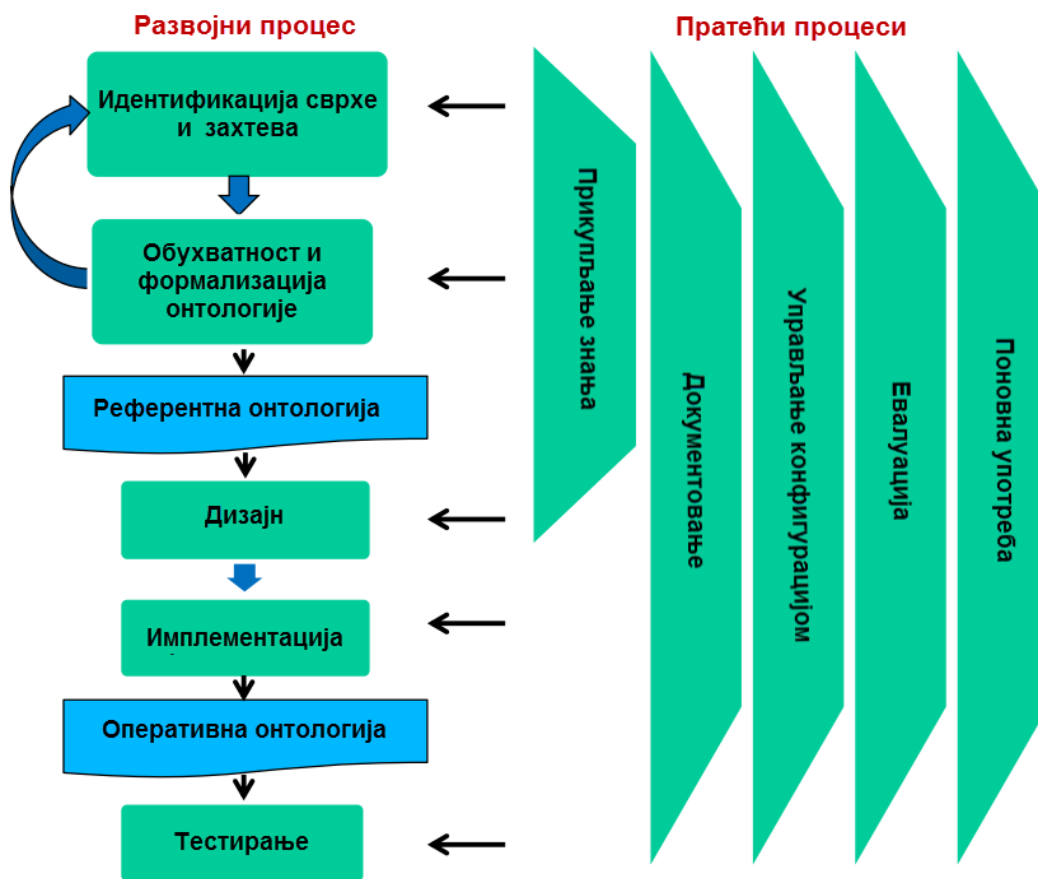 Развојни процес
Идентификација сврхе
и захтева
Обухватност и
формализација
онтологије
Референтна онтологија
Дизајн
Имплементација
Оперативна онтологија
Тестирање
Пратећи процеси
Прикупљање знања
Документовање
Управљање конфигурацијом
Евалуација
Поновна употреба